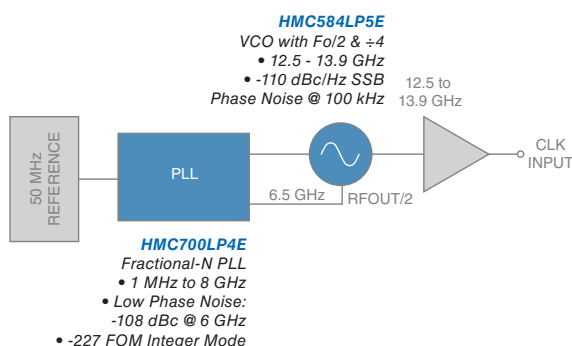 HMC584LP5E
VCO with Fo/2 & ÷4
• 12.5 - 13.9 GHz
• -110 dBc/Hz SSB
Phase Noise @ 100 kHz
12.5 to
13.9 GHz
50 MHz
REFERENCE
PLL
6.5 GHz
RFOUT/2
CLK
INPUT
HMC700LP4E
Fractional-N PLL
• 1 MHz to 8 GHz
• Low Phase Noise:
-108 dBc @ 6 GHz
• -227 FOM Integer Mode